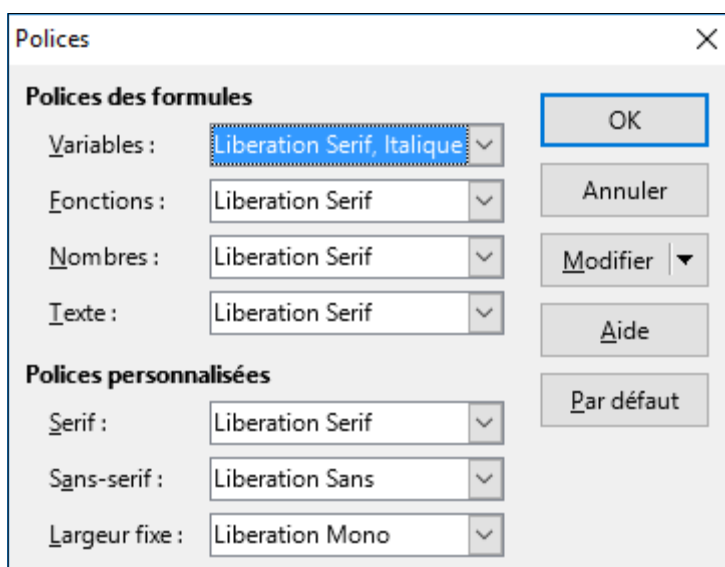 Polices
Polices des formules
Variables : Liberation Serif, Italique
Fonctions : Liberation Serif
Nombres : Liberation Serif
Texte : Liberation Serif
Polices personnalisées
Serif : Liberation Serif
Sans-serif : Liberation Sans
Largeur fixe : Liberation Mono
OK
Annuler
Modifier
Aide
Par défaut